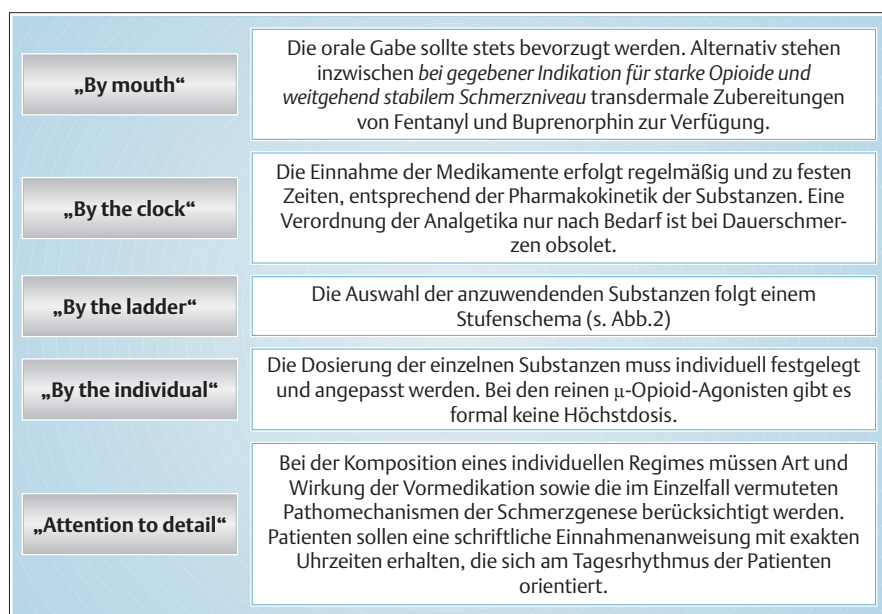 „By mouth“
Die orale Gabe sollte stets bevorzugt werden. Alternativ stehen
inzwischen bei gegebener Indikation für starke Opioide und
weitgehend stabilem Schmerzniveau transdermale Zubereitungen
von Fentanyl und Buprenorphin zur Verfügung.
„By the clock“
Die Einnahme der Medikamente erfolgt regelmäßig und zu festen
Zeiten, entsprechend der Pharmakokinetik der Substanzen. Eine
Verordnung der Analgetika nur nach Bedarf ist bei Dauerschmer-
zen obsolet.
„By the ladder“
Die Auswahl der anzuwendenden Substanzen folgt einem
Stufenschema (s. Abb.2)
„By the individual“
Die Dosierung der einzelnen Substanzen muss individuell festgelegt
und angepasst werden. Bei den reinen µ-Opioid-Agonisten gibt es
formal keine Höchstdosis.
„Attention to detail“
Bei der Komposition eines individuellen Regimes müssen Art und
Wirkung der Vormedikation sowie die im Einzelfall vermuteten
Pathomechanismen der Schmerzgenese berücksichtigt werden.
Patienten sollen eine schriftliche Einnahmenanweisung mit exakten
Uhrzeiten erhalten, die sich am Tagesrhythmus der Patienten
orientiert.